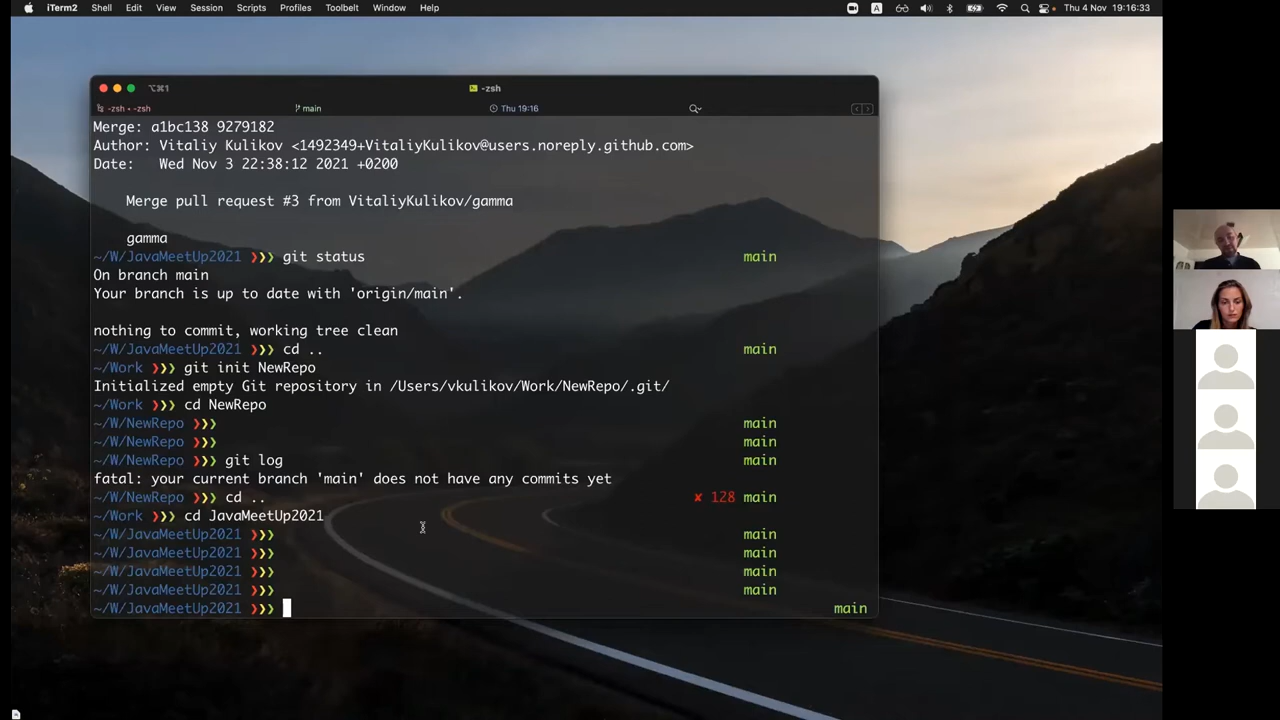 iTerm2 Shell Edit View Session Scripts Profiles Toolbelt Window Help A Thu 4 Nov 19:16:33
⌥⌘1 -zsh
-zsh • -zsh main Thu 19:16
Merge: a1bc138 9279182
Author: Vitaliy Kulikov <1492349+VitaliyKulikov@users.noreply.github.com>
Date:   Wed Nov 3 22:38:12 2021 +0200
Merge pull request #3 from VitaliyKulikov/gamma
gamma
~/W/JavaMeetUp2021 ❯❯❯ git status main
On branch main
Your branch is up to date with 'origin/main'.
nothing to commit, working tree clean
~/W/JavaMeetUp2021 ❯❯❯ cd .. main
~/Work ❯❯❯ git init NewRepo
Initialized empty Git repository in /Users/vkulikov/Work/NewRepo/.git/
~/Work ❯❯❯ cd NewRepo
~/W/NewRepo ❯❯❯ main
~/W/NewRepo ❯❯❯ main
~/W/NewRepo ❯❯❯ git log main
fatal: your current branch 'main' does not have any commits yet
~/W/NewRepo ❯❯❯ cd .. ✘ 128 main
~/Work ❯❯❯ cd JavaMeetUp2021
~/W/JavaMeetUp2021 ❯❯❯ main
~/W/JavaMeetUp2021 ❯❯❯ main
~/W/JavaMeetUp2021 ❯❯❯ main
~/W/JavaMeetUp2021 ❯❯❯ main
~/W/JavaMeetUp2021 ❯❯❯ main